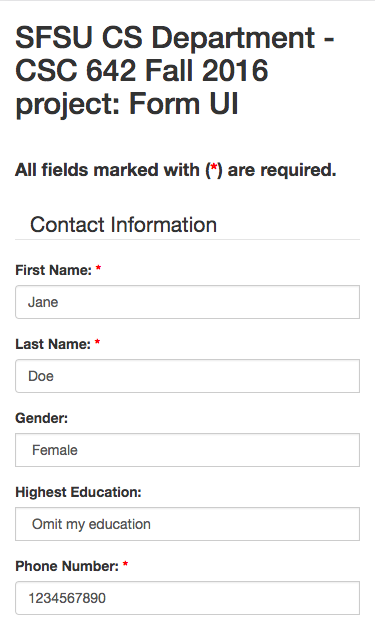 SFSU CS Department -
CSC 642 Fall 2016
project: Form UI
All fields marked with (*) are required.
Contact Information
First Name: *
Jane
Last Name: *
Doe
Gender:
Female
Highest Education:
Omit my education
Phone Number: *
1234567890